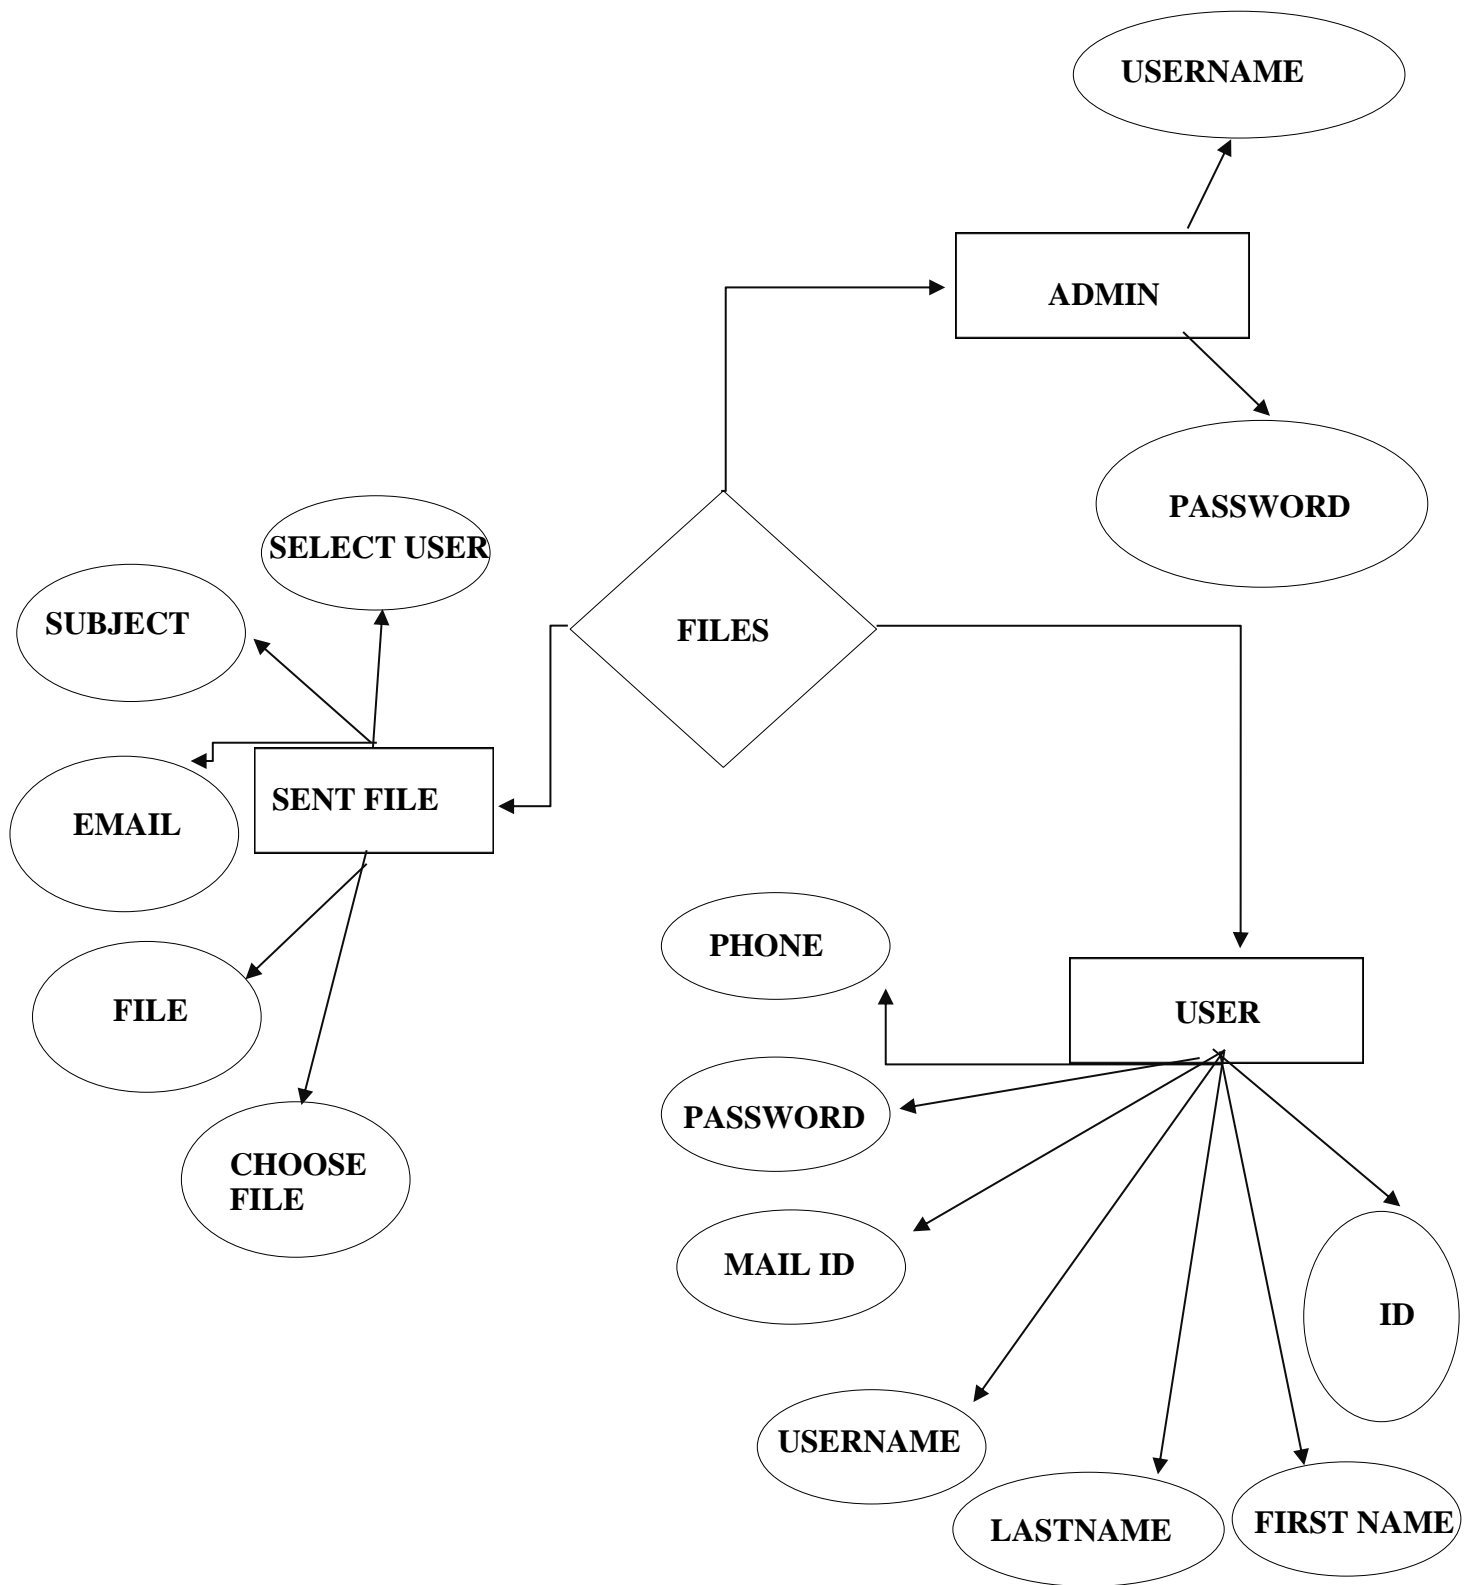 USERNAME
ADMIN
PASSWORD
SELECT USER
SUBJECT
FILES
SENT FILE
EMAIL
FILE
CHOOSE
FILE
PHONE
USER
PASSWORD
MAIL ID
ID
USERNAME
LASTNAME
FIRST NAME